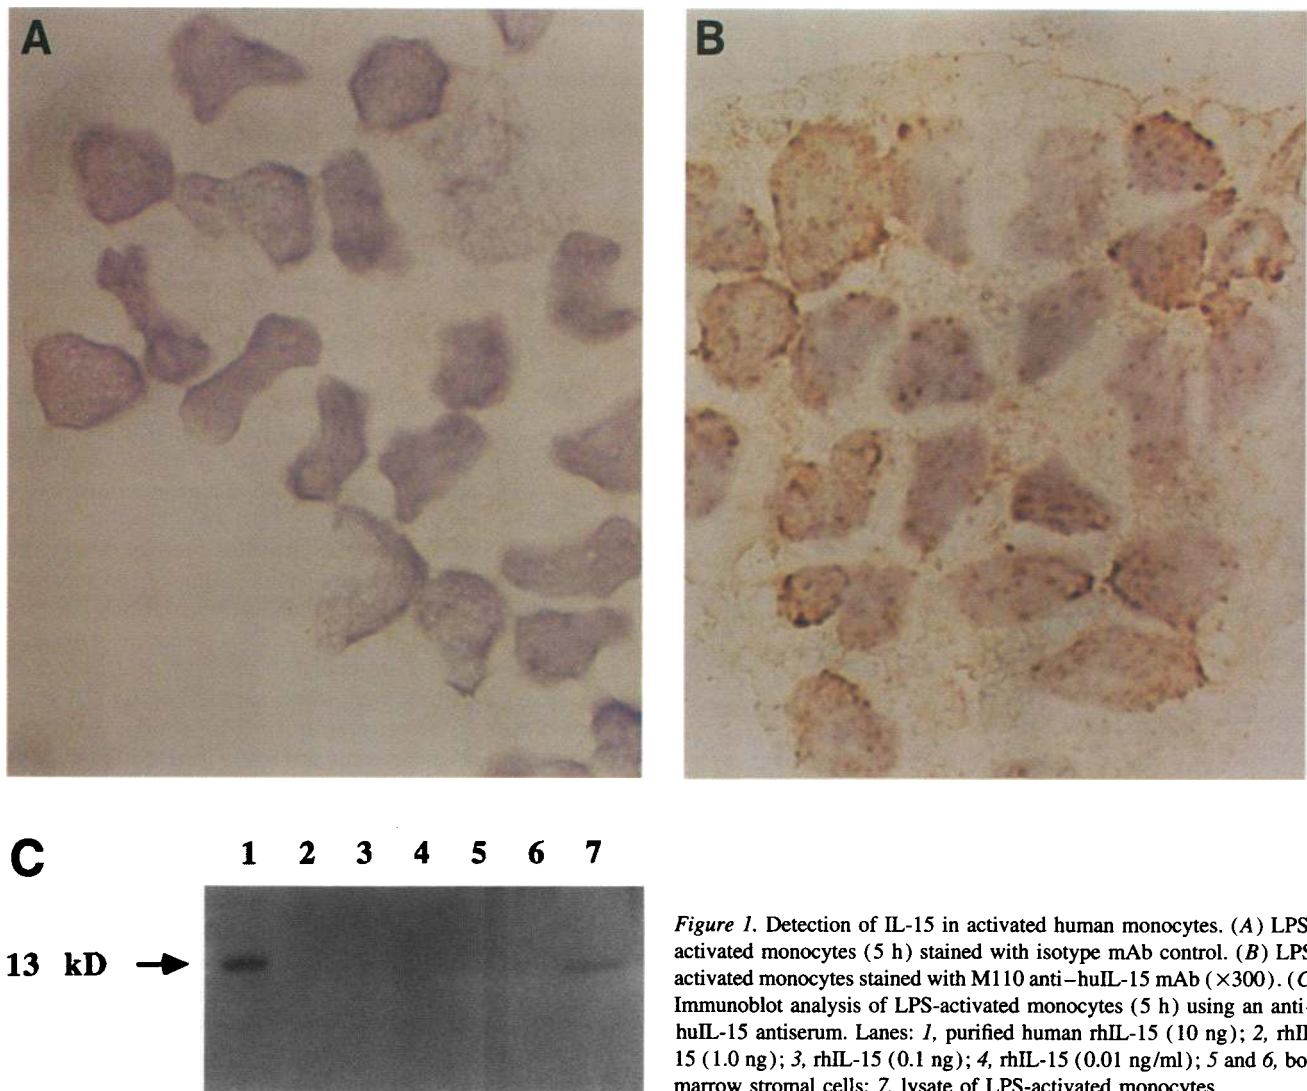 A
B
C
1 2 3 4 5 6 7
13 kD
Figure 1. Detection of IL-15 in activated human monocytes. (A) LPS
activated monocytes (5 h) stained with isotype mAb control. (B) LPS
activated monocytes stained with M110 anti–huIL-15 mAb (×300). (C
Immunoblot analysis of LPS-activated monocytes (5 h) using an anti-
huIL-15 antiserum. Lanes: 1, purified human rhIL-15 (10 ng); 2, rhII
15 (1.0 ng); 3, rhIL-15 (0.1 ng); 4, rhIL-15 (0.01 ng/ml); 5 and 6, bo
marrow stromal cells; 7, lysate of LPS-activated monocytes